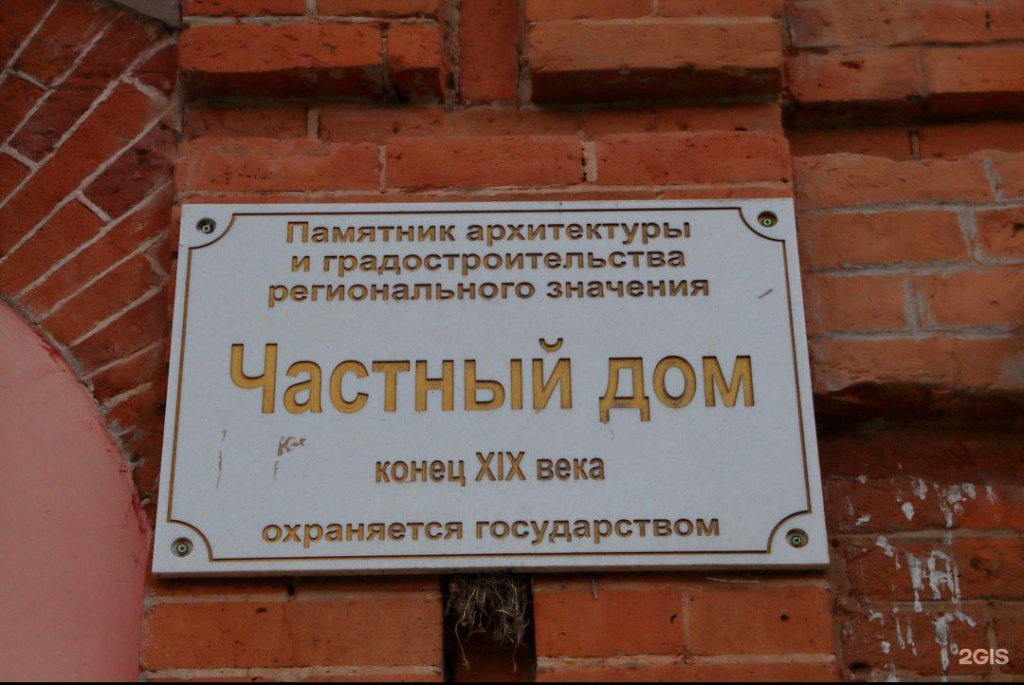 Памятник архитектуры
и градостроительства
регионального значения
Частный дом
конец XIX века
охраняется государством
2GIS